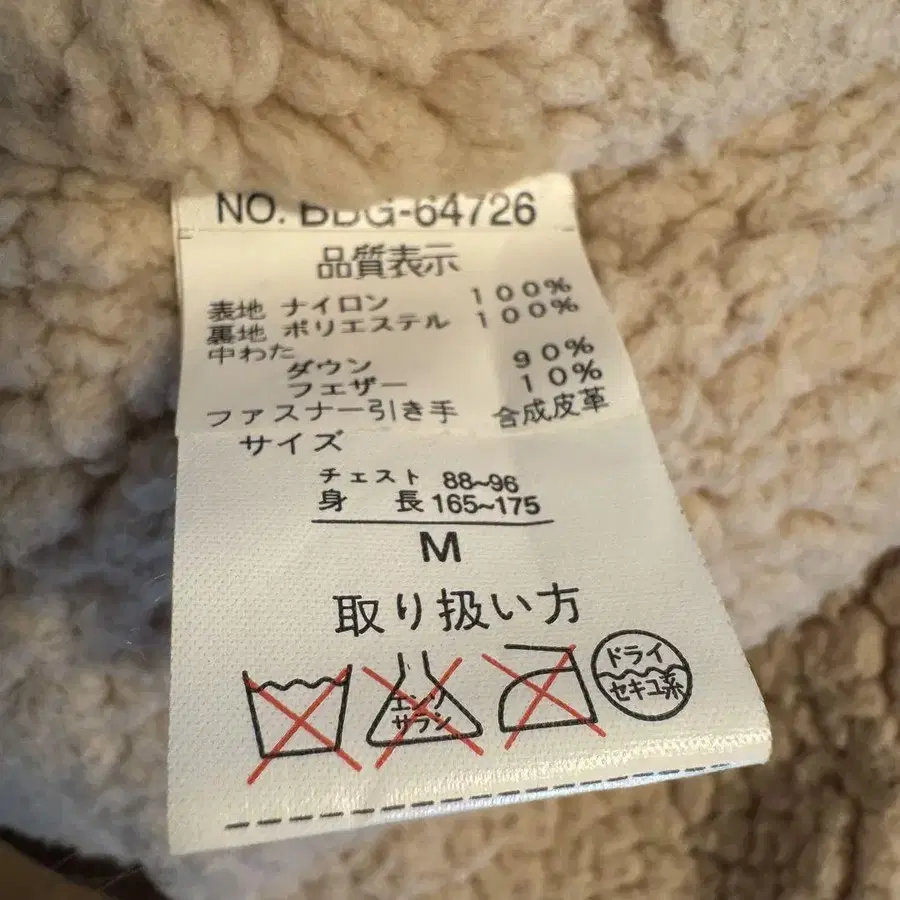 NO. BDG-64726
品質表示
表地 ナイロン 100%
裏地 ポリエステル 100%
中わた
ダウン 90%
フェザー 10%
ファスナー引き手 合成皮革
サイズ
チェスト 88~96
身長 165~175
M
取り扱い方
エンソ
サラシ
ドライ
セキユ系